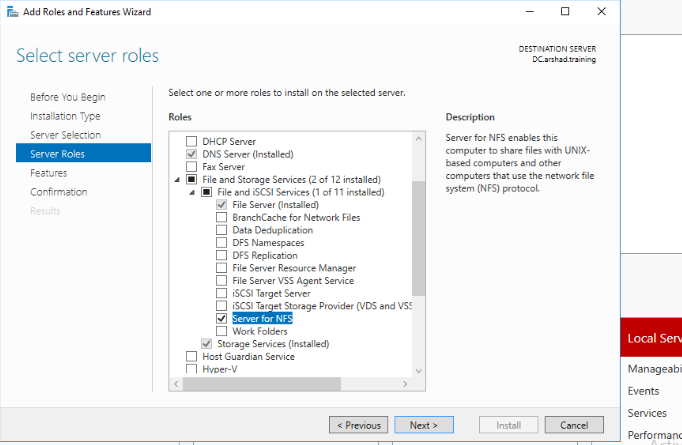 Add Roles and Features Wizard
Select server roles
DESTINATION SERVER
DC.arshad.training
Before You Begin
Installation Type
Server Selection
Server Roles
Features
Confirmation
Results
Select one or more roles to install on the selected server.
Roles
DHCP Server
DNS Server (Installed)
Fax Server
File and Storage Services (2 of 12 installed)
File and iSCSI Services (1 of 11 installed)
File Server (Installed)
BranchCache for Network Files
Data Deduplication
DFS Namespaces
DFS Replication
File Server Resource Manager
File Server VSS Agent Service
iSCSI Target Server
iSCSI Target Storage Provider (VDS and VSS
Server for NFS
Work Folders
Storage Services (Installed)
Host Guardian Service
Hyper-V
Description
Server for NFS enables this
computer to share files with UNIX-
based computers and other
computers that use the network file
system (NFS) protocol.
< Previous
Next >
Install
Cancel
Local Serv
Manageabi
Events
Services
Performanc